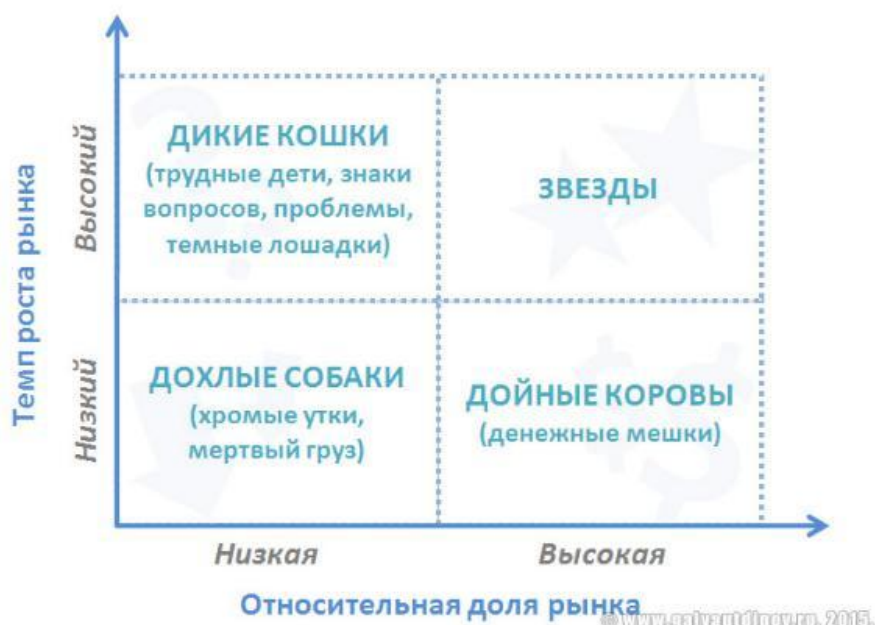 Темп роста рынка
Высокий
Низкий
ДИКИЕ КОШКИ
(трудные дети, знаки
вопросов, проблемы,
темные лошадки)
ЗВЕЗДЫ
ДОХЛЫЕ СОБАКИ
(хромые утки,
мертвый груз)
ДОЙНЫЕ КОРОВЫ
(денежные мешки)
Низкая
Высокая
Относительная доля рынка
2015.